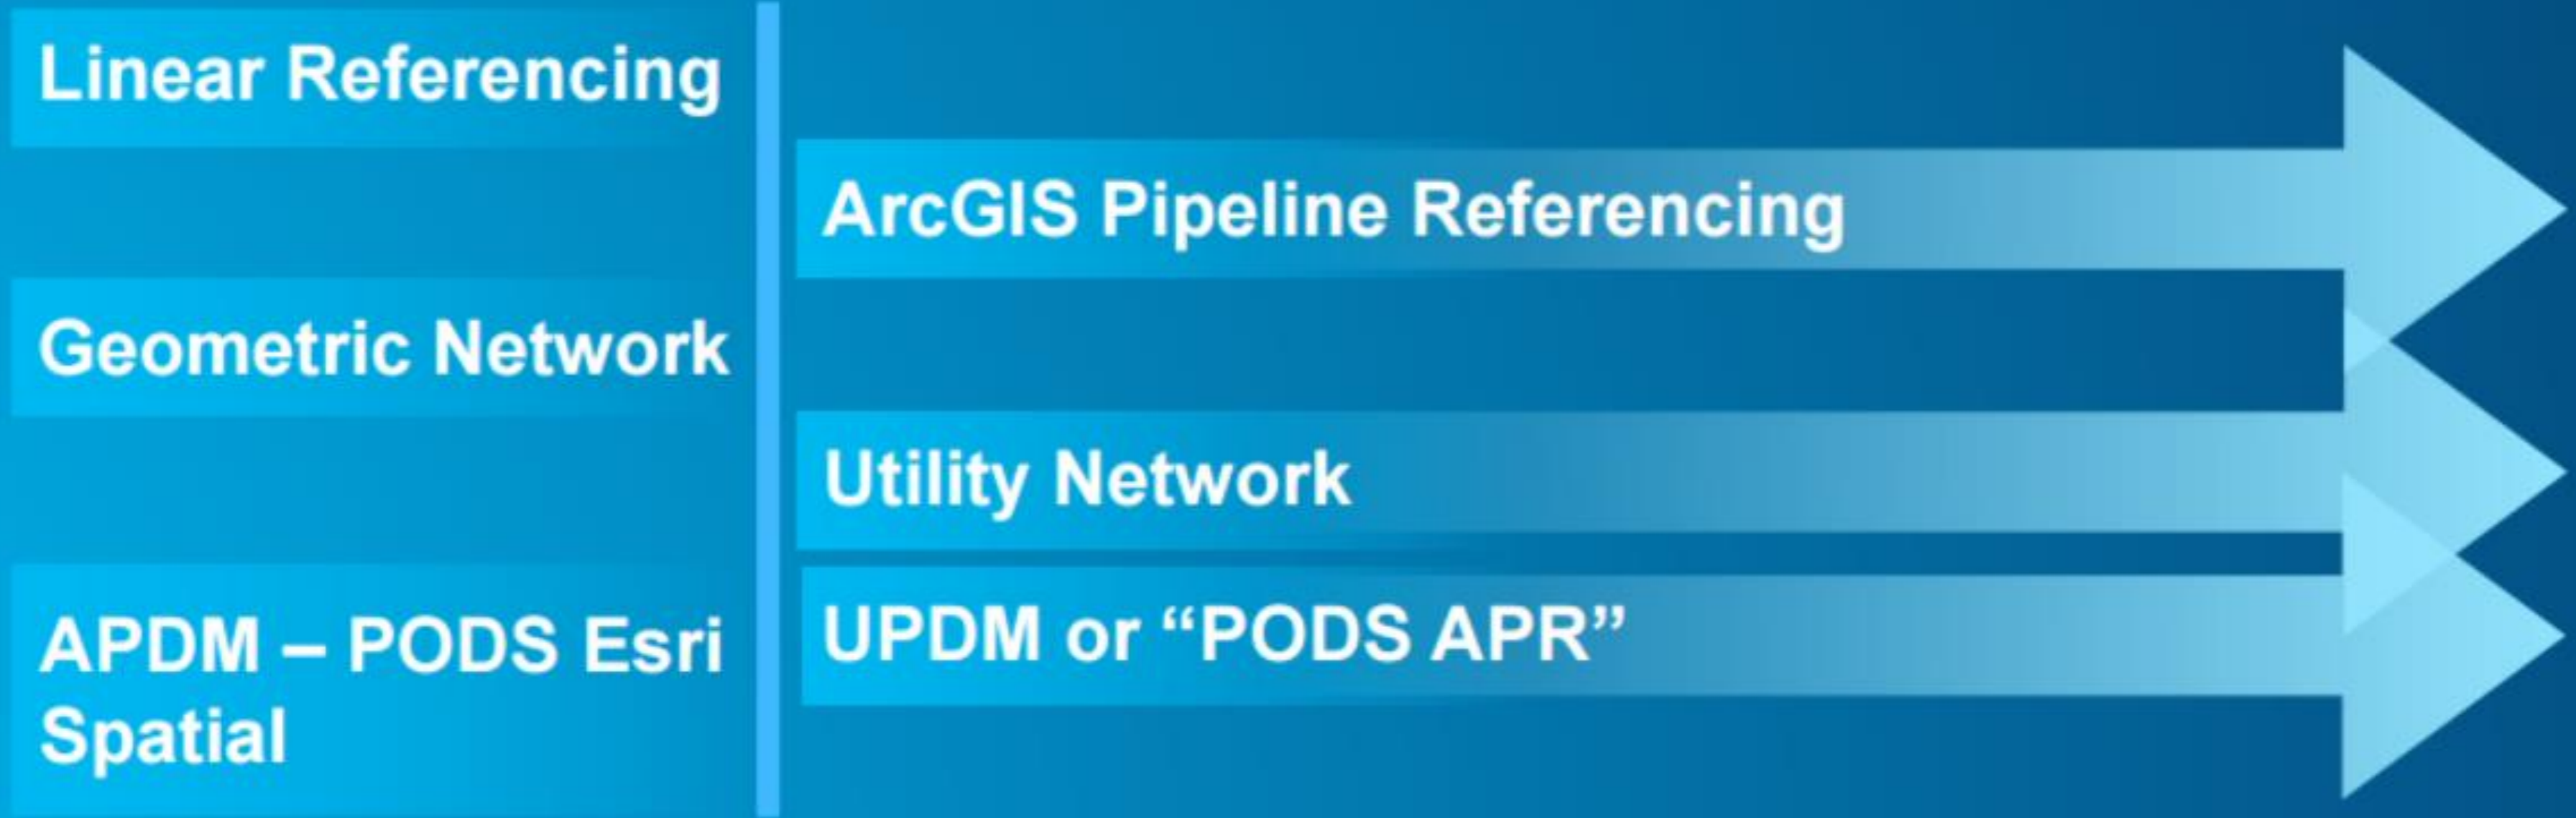 Linear Referencing
ArcGIS Pipeline Referencing
Geometric Network
Utility Network
APDM – PODS Esri
Spatial
UPDM or “PODS APR”